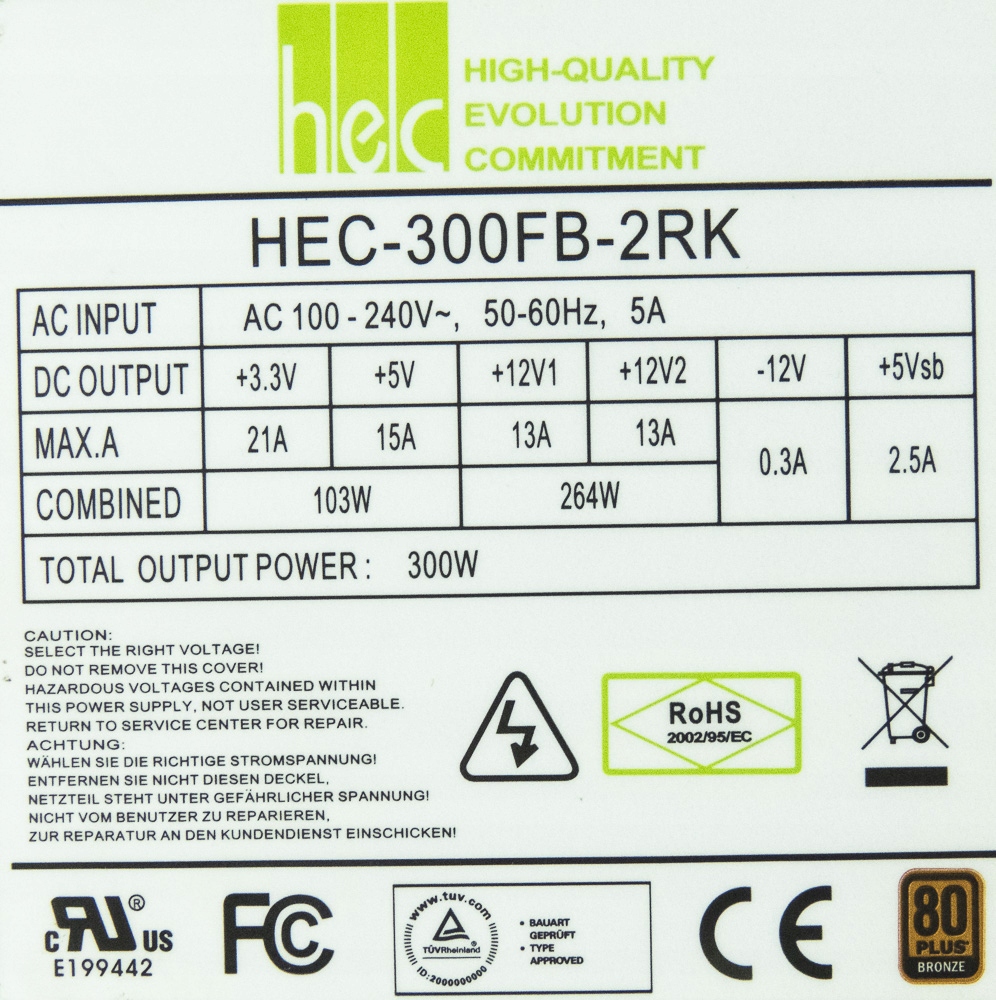 hec
HIGH-QUALITY
EVOLUTION
COMMITMENT
HEC-300FB-2RK
AC INPUT AC 100 - 240V~, 50-60Hz, 5A
DC OUTPUT +3.3V +5V +12V1 +12V2 -12V +5Vsb
MAX.A 21A 15A 13A 13A 0.3A 2.5A
COMBINED 103W 264W
TOTAL OUTPUT POWER : 300W
CAUTION:
SELECT THE RIGHT VOLTAGE!
DO NOT REMOVE THIS COVER!
HAZARDOUS VOLTAGES CONTAINED WITHIN
THIS POWER SUPPLY, NOT USER SERVICEABLE.
RETURN TO SERVICE CENTER FOR REPAIR.
ACHTUNG:
WÄHLEN SIE DIE RICHTIGE STROMSPANNUNG!
ENTFERNEN SIE NICHT DIESEN DECKEL,
NETZTEIL STEHT UNTER GEFÄHRLICHER SPANNUNG!
NICHT VOM BENUTZER ZU REPARIEREN,
ZUR REPARATUR AN DEN KUNDENDIENST EINSCHICKEN!
RoHS
2002/95/EC
c RU ® US
E199442
FCC
www.tuv.com
TÜVRheinland ®
ID:2000000000
• BAUART
GEPRÜFT
• TYPE
APPROVED
CE
80
PLUS
BRONZE